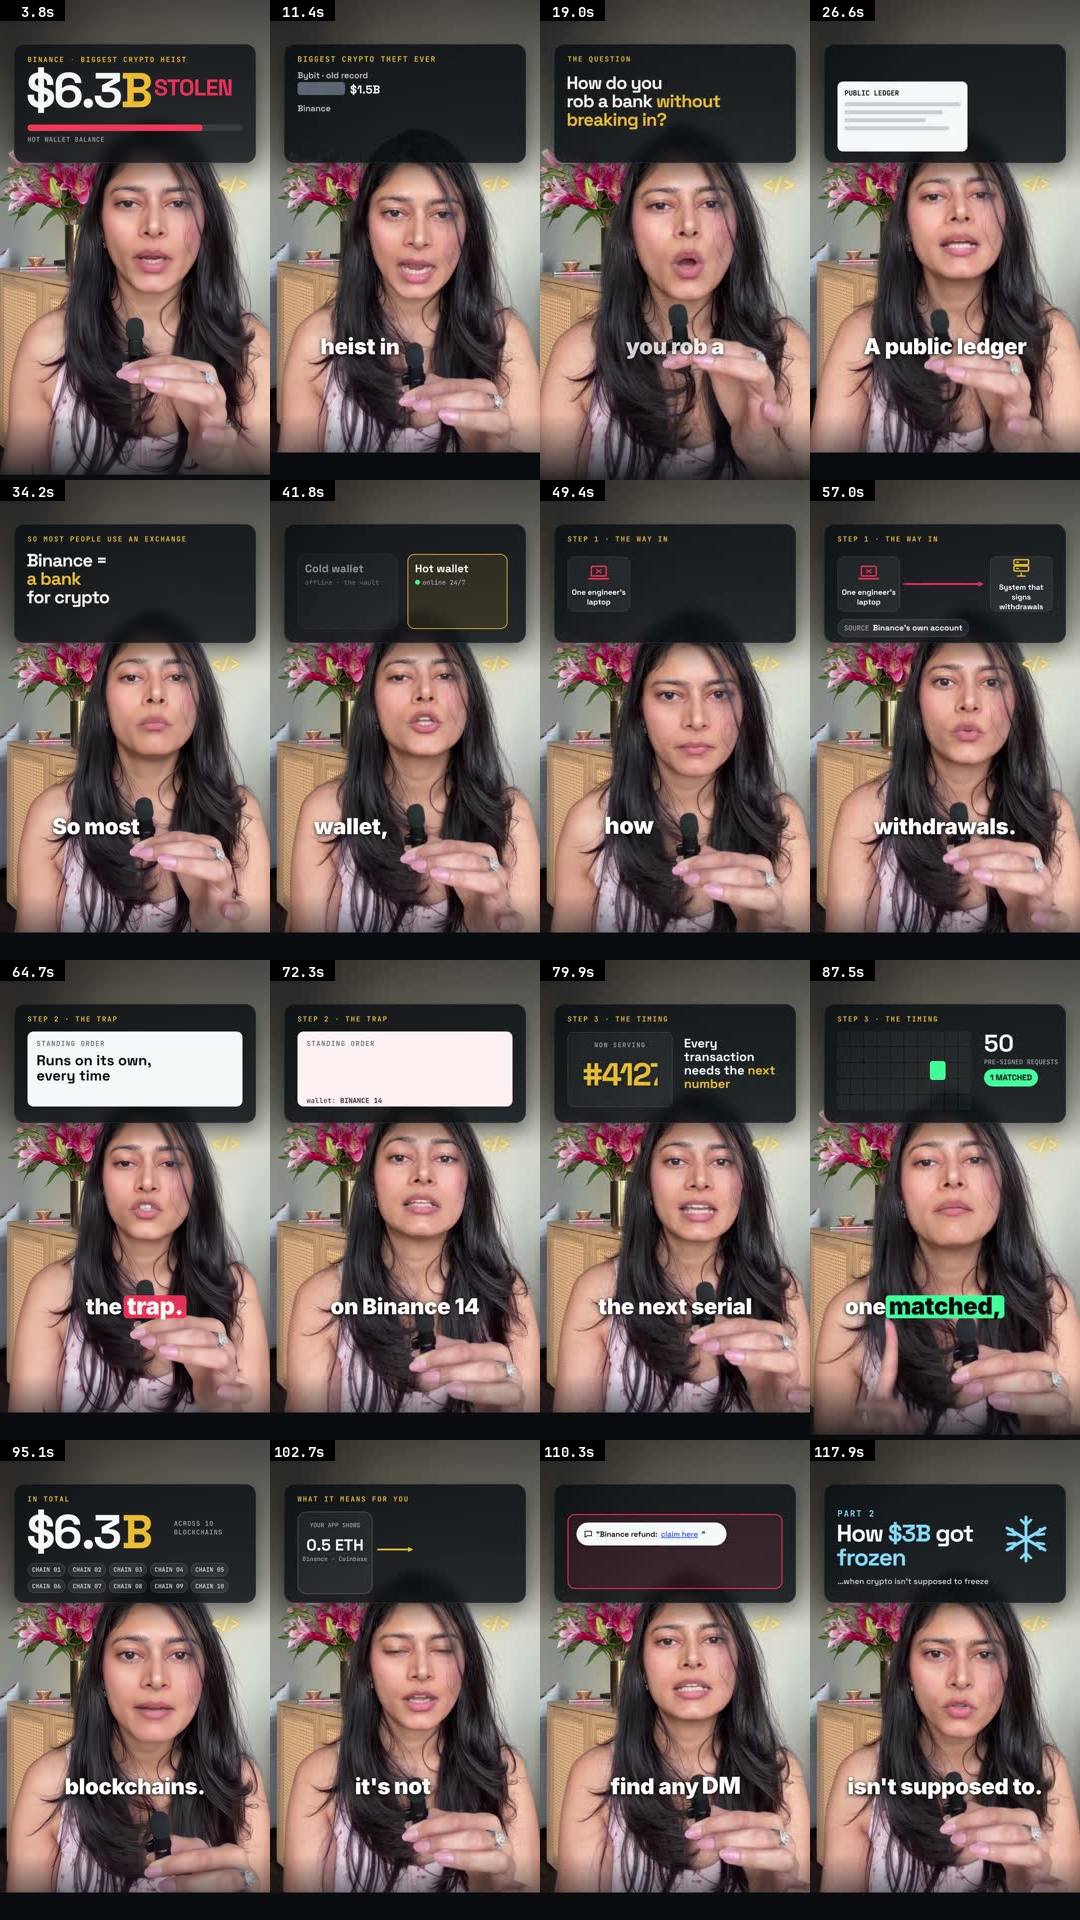 3.8s
BINANCE · BIGGEST CRYPTO HEIST
$6.3B STOLEN
HOT WALLET BALANCE
</>
11.4s
BIGGEST CRYPTO THEFT EVER
Bybit · old record
$1.5B
Binance
</>
heist in
19.0s
THE QUESTION
How do you
rob a bank without
breaking in?
</>
you rob a
26.6s
PUBLIC LEDGER
</>
A public ledger
34.2s
SO MOST PEOPLE USE AN EXCHANGE
Binance =
a bank
for crypto
</>
So most
41.8s
Cold wallet
offline · the vault
Hot wallet
online 24/7
</>
wallet,
49.4s
STEP 1 · THE WAY IN
One engineer's
laptop
</>
how
57.0s
STEP 1 · THE WAY IN
One engineer's
laptop
System that
signs
withdrawals
SOURCE Binance's own account
</>
withdrawals.
64.7s
STEP 2 · THE TRAP
STANDING ORDER
Runs on its own,
every time
</>
the trap.
72.3s
STEP 2 · THE TRAP
STANDING ORDER
wallet: BINANCE 14
</>
on Binance 14
79.9s
STEP 3 · THE TIMING
NOW SERVING
#412
Every
transaction
needs the next
number
</>
the next serial
87.5s
STEP 3 · THE TIMING
50
PRE-SIGNED REQUESTS
1 MATCHED
</>
one matched,
95.1s
IN TOTAL
$6.3B
ACROSS 10
BLOCKCHAINS
CHAIN 01 CHAIN 02 CHAIN 03 CHAIN 04 CHAIN 05
CHAIN 06 CHAIN 07 CHAIN 08 CHAIN 09 CHAIN 10
</>
blockchains.
102.7s
WHAT IT MEANS FOR YOU
YOUR APP SHOWS
0.5 ETH
Binance · Coinbase
</>
it's not
110.3s
"Binance refund: claim here "
</>
find any DM
117.9s
PART 2
How $3B got
frozen
…when crypto isn't supposed to freeze
</>
isn't supposed to.